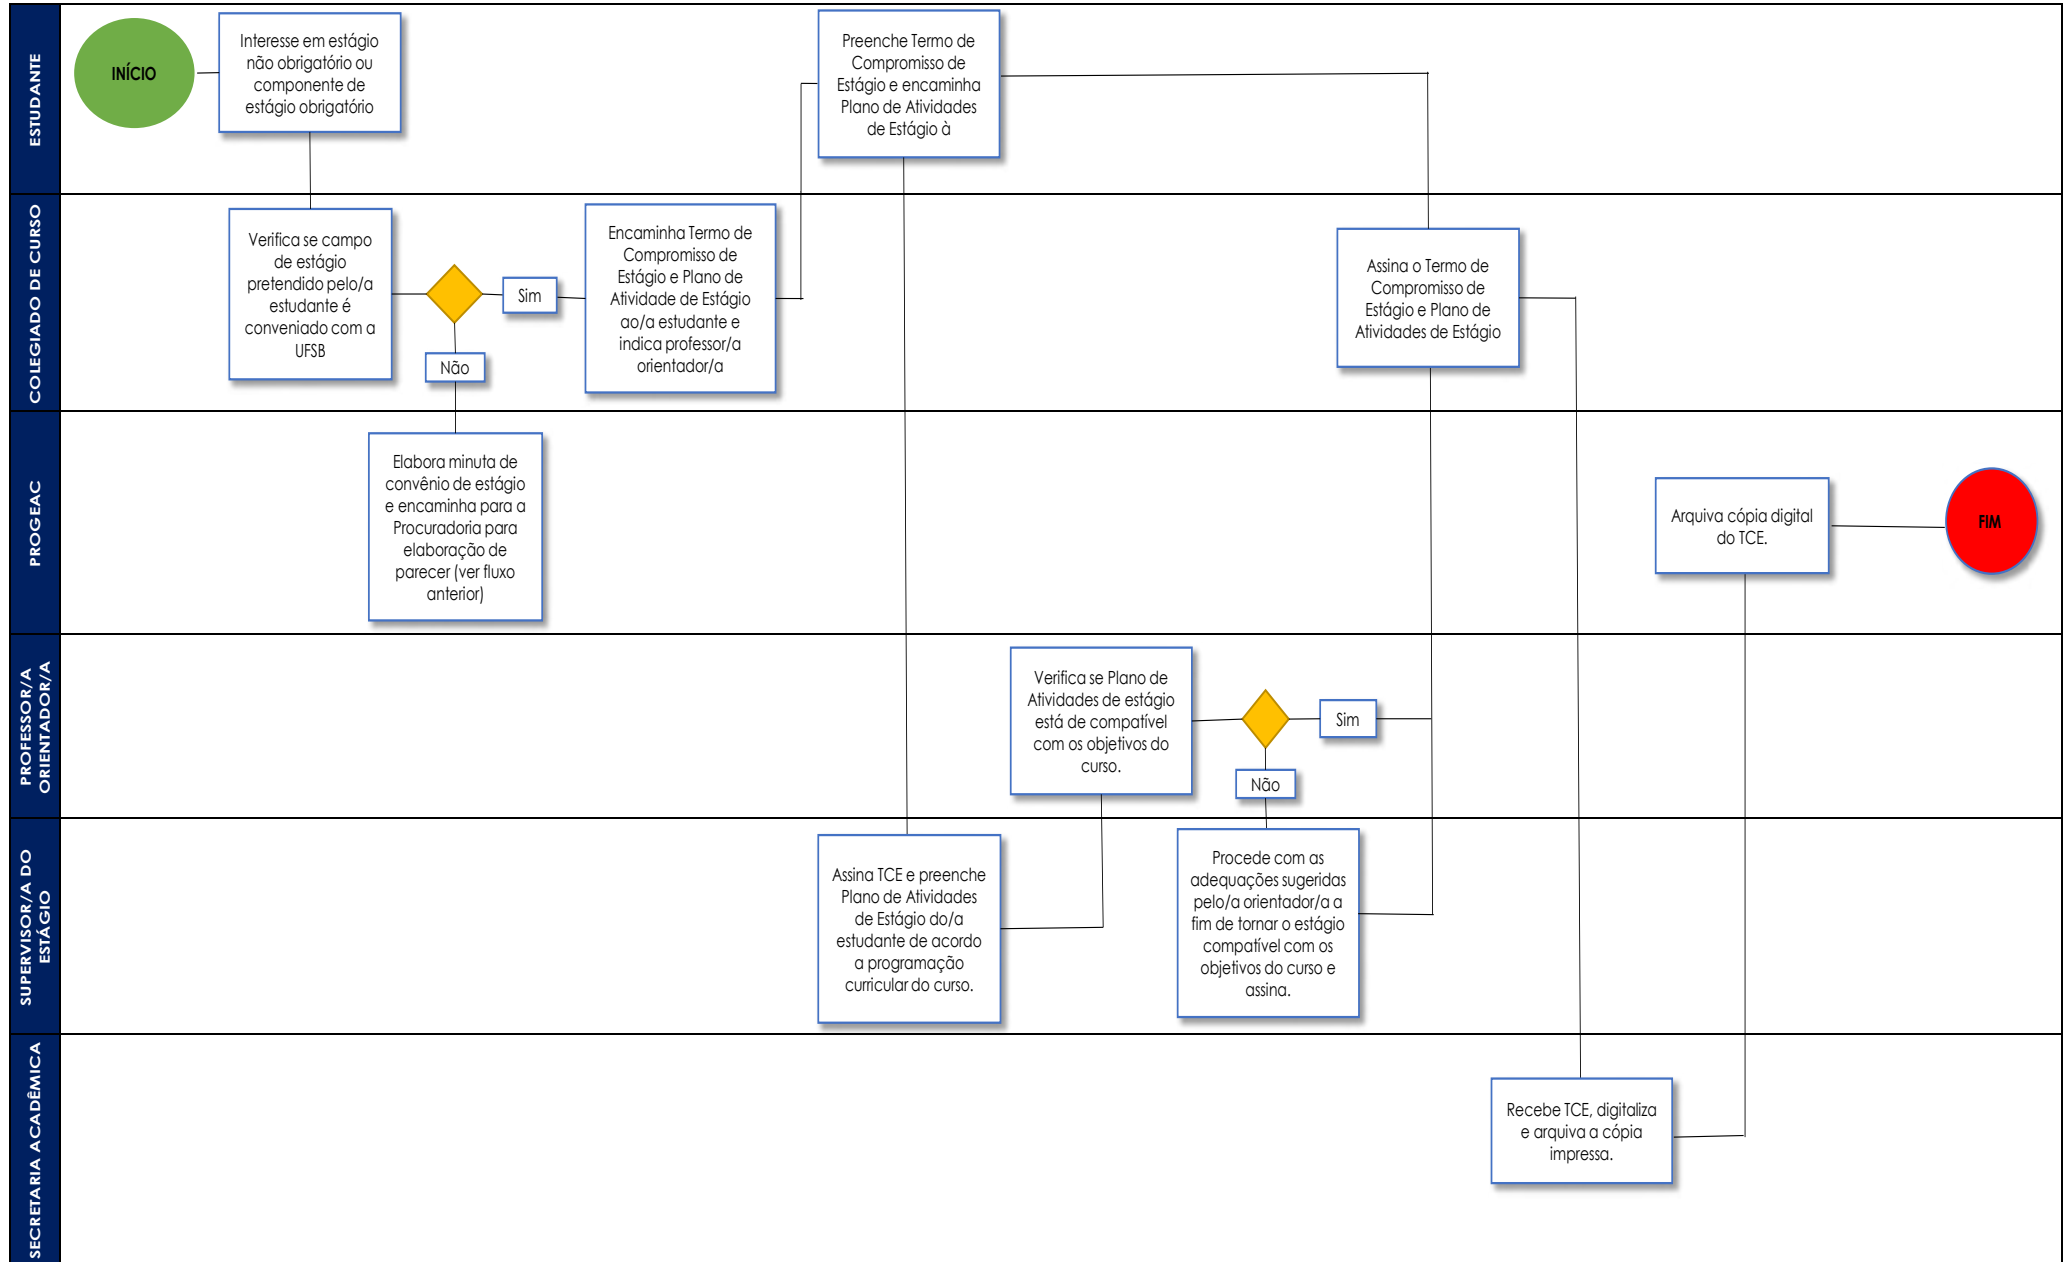 ESTUDANTE
INÍCIO
Interesse em estágio
não obrigatório ou
componente de
estágio obrigatório
Preenche Termo de
Compromisso de
Estágio e encaminha
Plano de Atividades
de Estágio à
COLEGIADO DE CURSO
Verifica se campo
de estágio
pretendido pelo/a
estudante é
conveniado com a
UFSB
Sim
Não
Encaminha Termo de
Compromisso de
Estágio e Plano de
Atividade de Estágio
ao/a estudante e
indica professor/a
orientador/a
Assina o Termo de
Compromisso de
Estágio e Plano de
Atividades de Estágio
PROGEAC
Elabora minuta de
convênio de estágio
e encaminha para a
Procuradoria para
elaboração de
parecer (ver fluxo
anterior)
Arquiva cópia digital
do TCE.
FIM
PROFESSOR/A
ORIENTADOR/A
Verifica se Plano de
Atividades de estágio
está de compatível
com os objetivos do
curso.
Sim
Não
SUPERVISOR/A DO
ESTÁGIO
Assina TCE e preenche
Plano de Atividades
de Estágio do/a
estudante de acordo
a programação
curricular do curso.
Procede com as
adequações sugeridas
pelo/a orientador/a a
fim de tornar o estágio
compatível com os
objetivos do curso e
assina.
SECRETARIA ACADÊMICA
Recebe TCE, digitaliza
e arquiva a cópia
impressa.